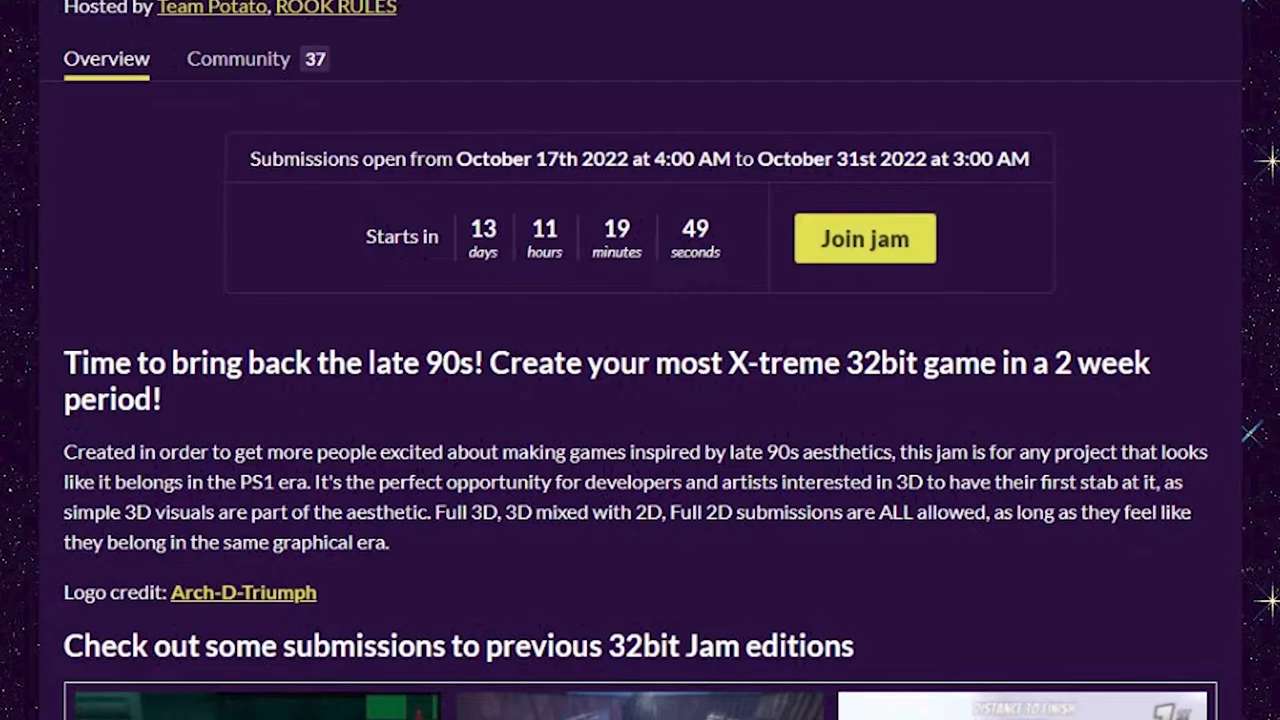 Hosted by Team Potato, ROOK RULES
Overview Community 37
Submissions open from October 17th 2022 at 4:00 AM to October 31st 2022 at 3:00 AM
Starts in 13 days 11 hours 19 minutes 49 seconds
Join jam
Time to bring back the late 90s! Create your most X-treme 32bit game in a 2 week
period!
Created in order to get more people excited about making games inspired by late 90s aesthetics, this jam is for any project that looks
like it belongs in the PS1 era. It's the perfect opportunity for developers and artists interested in 3D to have their first stab at it, as
simple 3D visuals are part of the aesthetic. Full 3D, 3D mixed with 2D, Full 2D submissions are ALL allowed, as long as they feel like
they belong in the same graphical era.
Logo credit: Arch-D-Triumph
Check out some submissions to previous 32bit Jam editions
DISTANCE TO FINISH